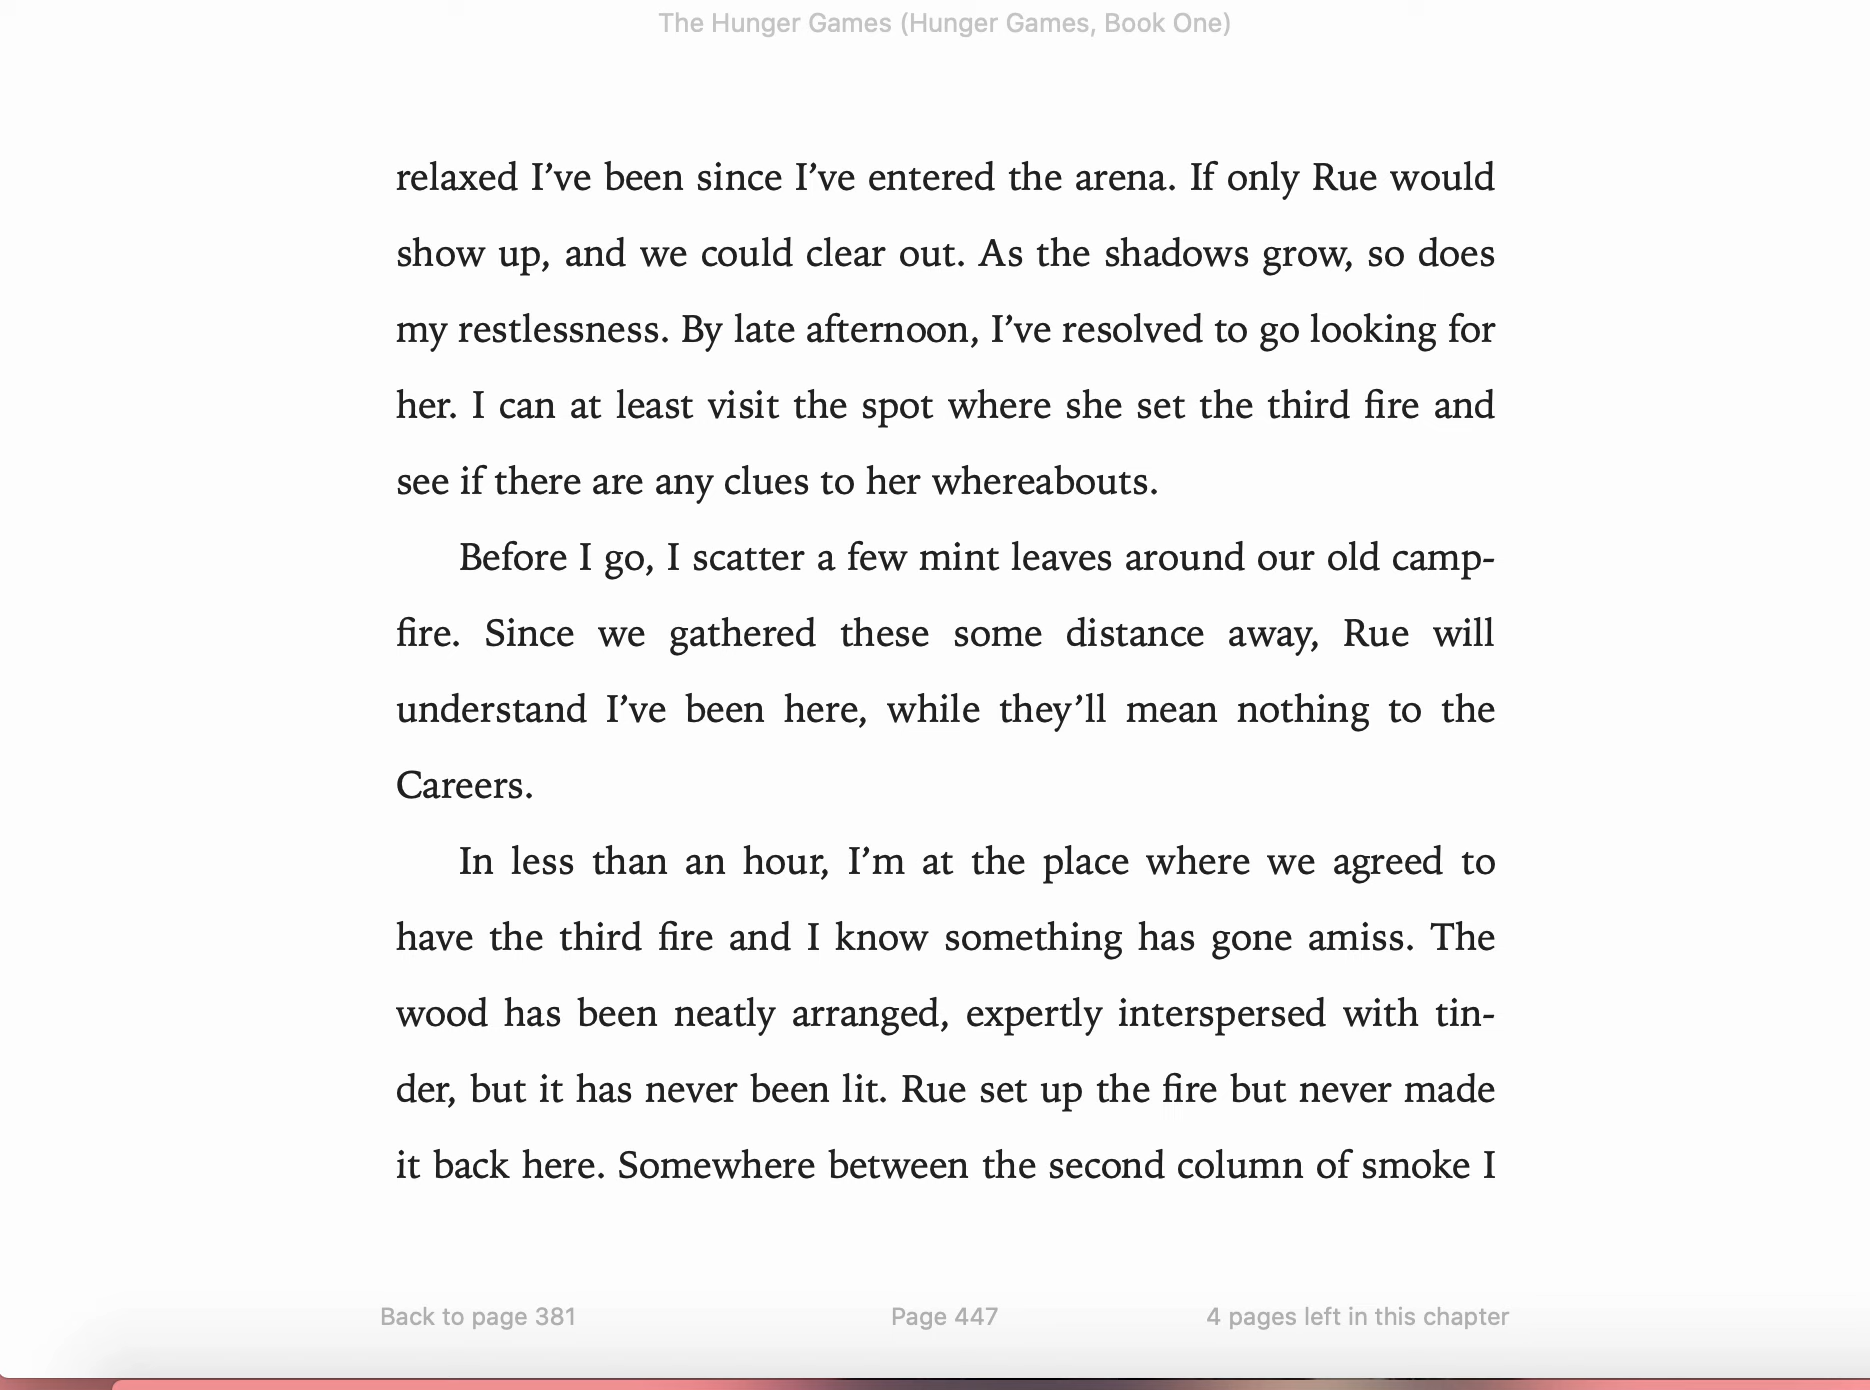 The Hunger Games (Hunger Games, Book One)
relaxed I’ve been since I’ve entered the arena. If only Rue would
show up, and we could clear out. As the shadows grow, so does
my restlessness. By late afternoon, I’ve resolved to go looking for
her. I can at least visit the spot where she set the third fire and
see if there are any clues to her whereabouts.
Before I go, I scatter a few mint leaves around our old camp-
fire. Since we gathered these some distance away, Rue will
understand I’ve been here, while they’ll mean nothing to the
Careers.
In less than an hour, I’m at the place where we agreed to
have the third fire and I know something has gone amiss. The
wood has been neatly arranged, expertly interspersed with tin-
der, but it has never been lit. Rue set up the fire but never made
it back here. Somewhere between the second column of smoke I
Back to page 381
Page 447
4 pages left in this chapter